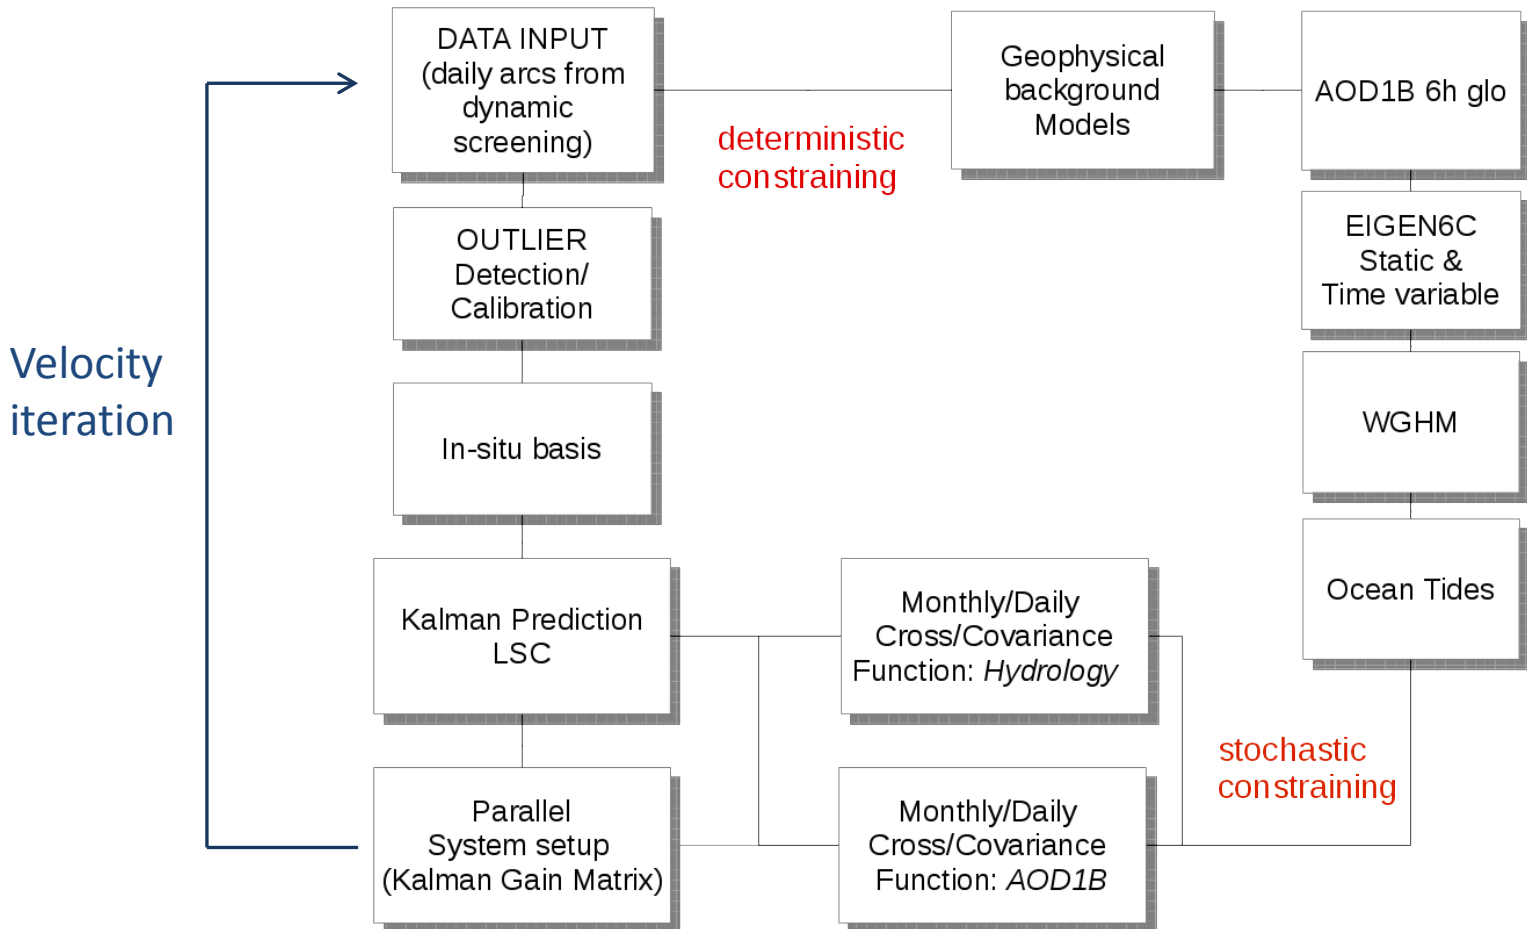 DATA INPUT
(daily arcs from
dynamic
screening)
deterministic
constraining
Geophysical
background
Models
AOD1B 6h glo
OUTLIER
Detection/
Calibration
EIGEN6C
Static &
Time variable
Velocity
iteration
In-situ basis
WGHM
Kalman Prediction
LSC
Monthly/Daily
Cross/Covariance
Function: Hydrology
Ocean Tides
stochastic
constraining
Parallel
System setup
(Kalman Gain Matrix)
Monthly/Daily
Cross/Covariance
Function: AOD1B